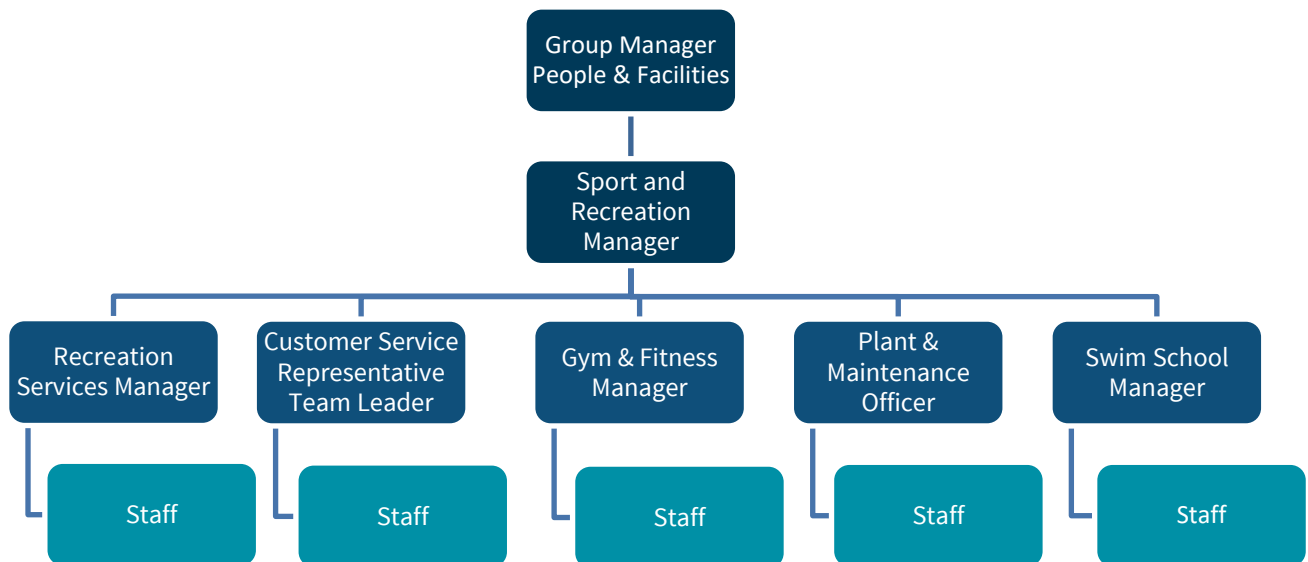 Group Manager
People & Facilities
Sport and
Recreation
Manager
Recreation
Services Manager
Customer Service
Representative
Team Leader
Gym & Fitness
Manager
Plant &
Maintenance
Officer
Swim School
Manager
Staff
Staff
Staff
Staff
Staff